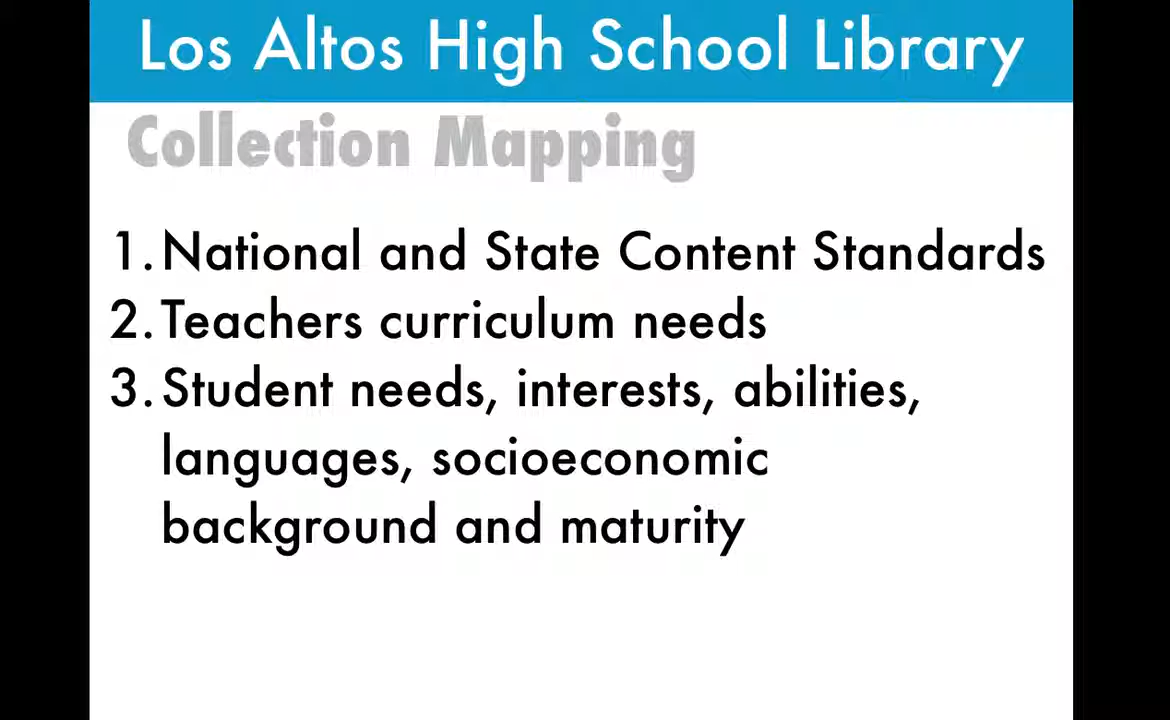 Los Altos High School Library
Collection Mapping
1. National and State Content Standards
2. Teachers curriculum needs
3. Student needs, interests, abilities,
languages, socioeconomic
background and maturity